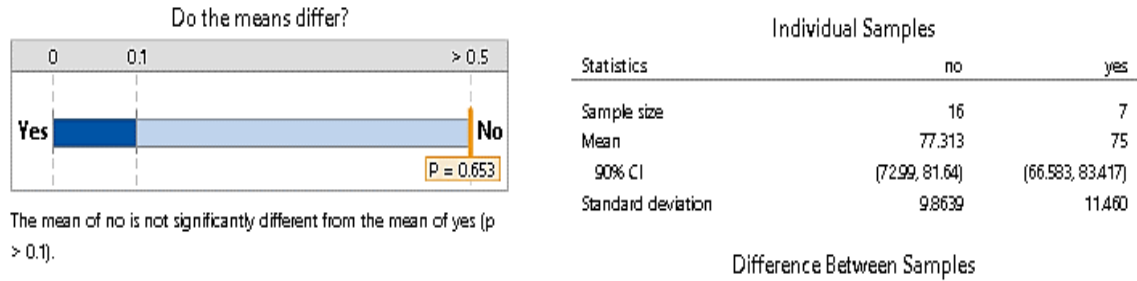 Do the means differ?
0 0.1 > 0.5
Yes No
P = 0.653
The mean of no is not significantly different from the mean of yes (p
> 0.1).
Individual Samples
Statistics no yes
Sample size 16 7
Mean 77.313 75
90% CI (72.99, 81.64) (66.583, 83.417)
Standard deviation 9.8639 11.460
Difference Between Samples